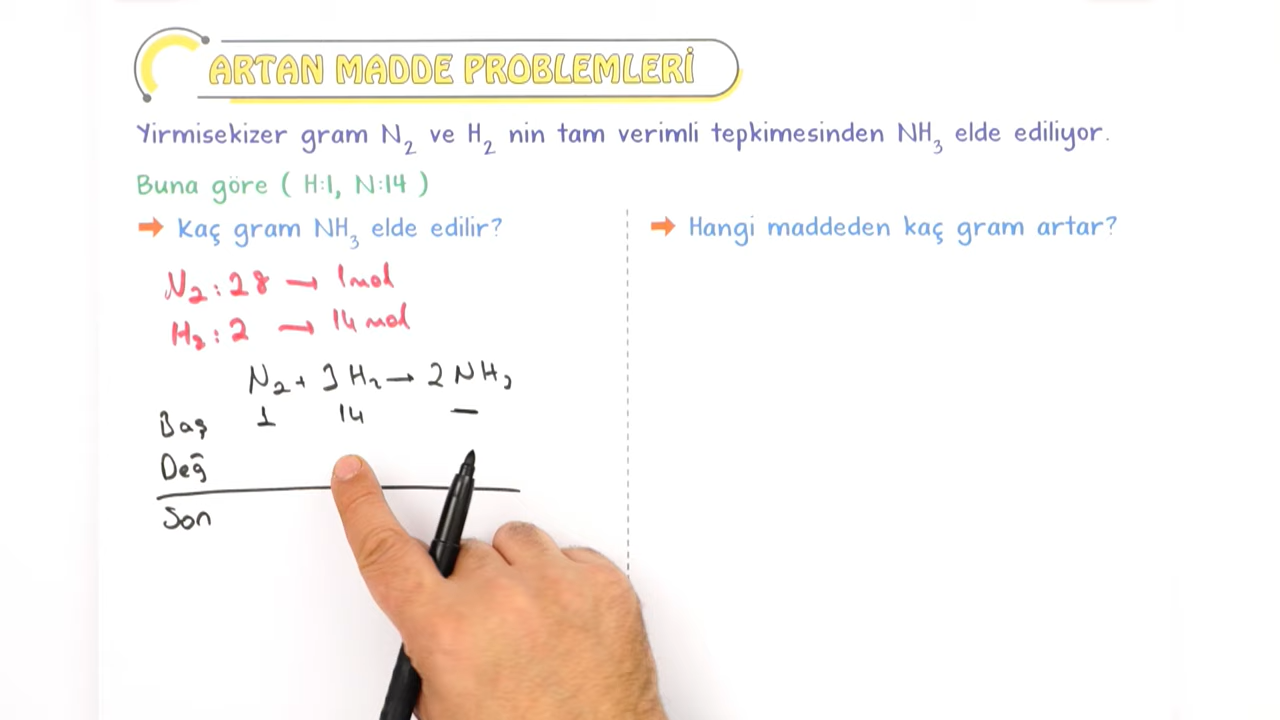 ARTAN MADDE PROBLEMLERİ
Yirmisekizer gram N₂ ve H₂ nin tam verimli tepkimesinden NH₃ elde ediliyor.
Buna göre ( H:1, N:14 )
➡ Kaç gram NH₃ elde edilir?
N₂ : 28 → 1mol
H₂ : 2 → 14 mol
N₂ + 3 H₂ → 2 NH₃
Baş 1 14 —
Değ
Son
➡ Hangi maddeden kaç gram artar?